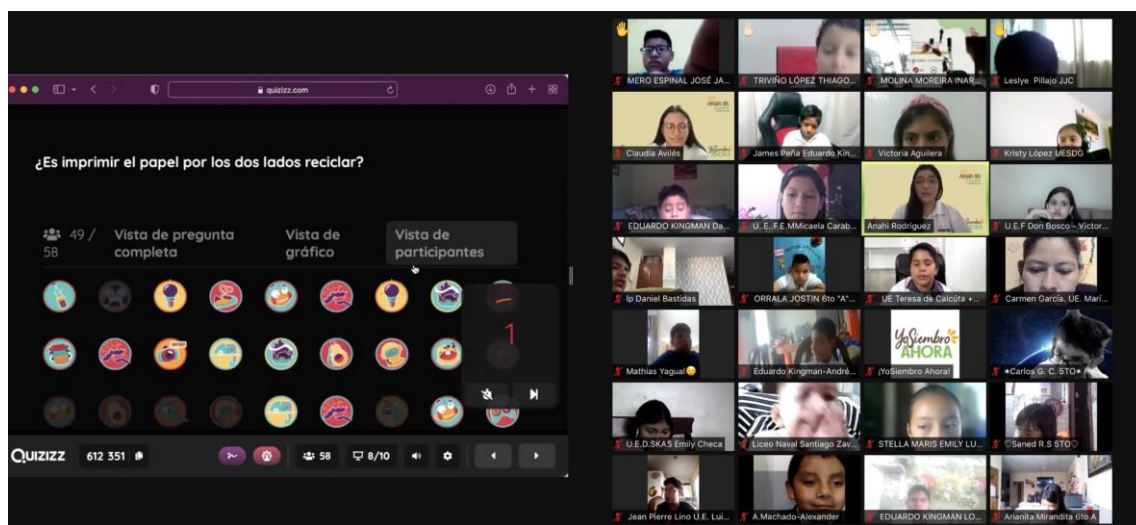 quizizz.com
¿Es imprimir el papel por los dos lados reciclar?
49 /
58
Vista de pregunta
completa
Vista de
gráfico
Vista de
participantes
1
QUIZIZZ
612 351
58
8/10
MERO ESPINAL JOSÉ JA...
TRIVIÑO LÓPEZ THIAGO...
MOLINA MOREIRA INAR...
Leslye Pillajo JJC
Claudia Avilés
James Peña Eduardo Kin...
Victoria Aguilera
Kristy López UESDG
EDUARDO KINGMAN Da...
U..E..F.E MMicaela Carab...
Anahi Rodriguez
U.E.F Don Bosco - Victor...
Ip Daniel Bastidas
ORRALA JOSTIN 6to "A"...
UE Teresa de Calcúta +...
Carmen García. UE. Marí...
YoSiembro
AHORA
Mathias Yagual
Eduardo Kingman-André...
¡YoSiembro Ahora!
*Carlos G. C. 5TO*
U.E.D.SKAS Emily Checa
Liceo Naval Santiago Zav...
STELLA MARIS EMILY LU...
Saned R.S 5TO
Jean Pierre Lino U.E. Lui...
A.Machado-Alexander
EDUARDO KINGMAN LO...
Arianita Mirandita 6to A